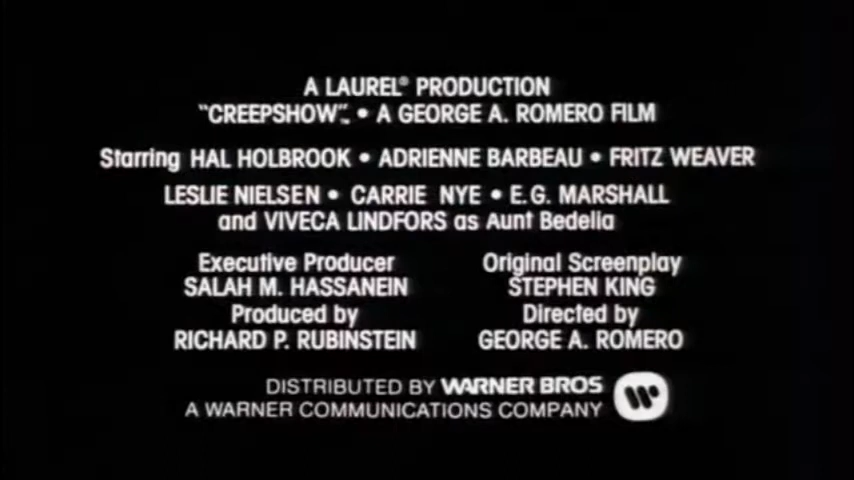 A LAUREL® PRODUCTION
"CREEPSHOW"™ • A GEORGE A. ROMERO FILM
Starring HAL HOLBROOK • ADRIENNE BARBEAU • FRITZ WEAVER
LESLIE NIELSEN • CARRIE NYE • E.G. MARSHALL
and VIVECA LINDFORS as Aunt Bedelia
Executive Producer
SALAH M. HASSANEIN
Produced by
RICHARD P. RUBINSTEIN
Original Screenplay
STEPHEN KING
Directed by
GEORGE A. ROMERO
DISTRIBUTED BY WARNER BROS
A WARNER COMMUNICATIONS COMPANY